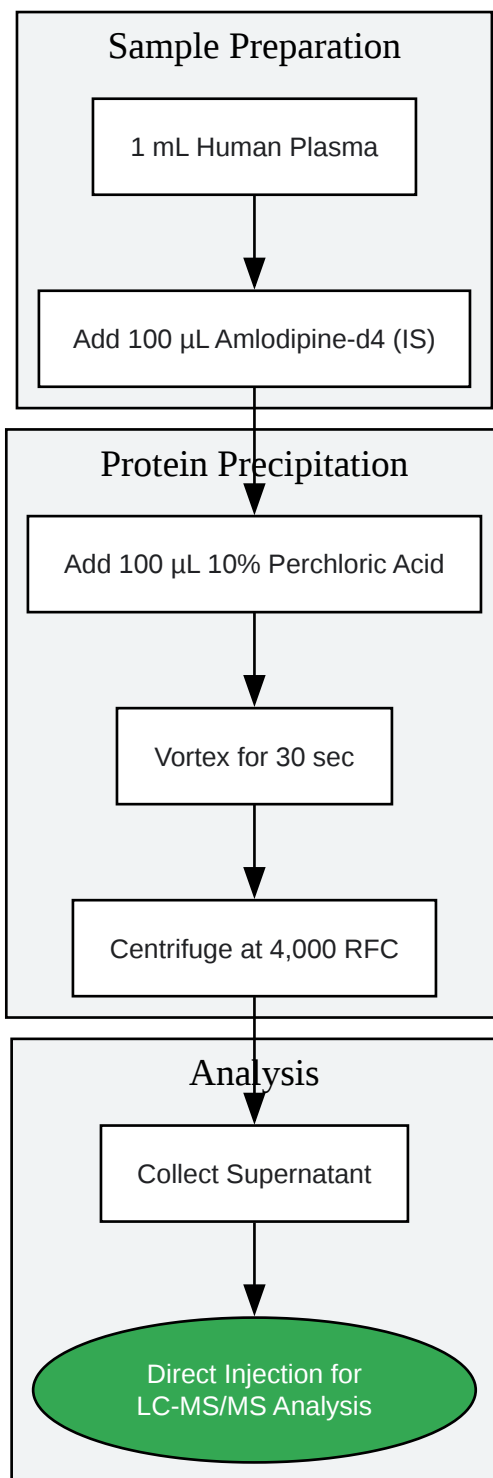 Sample Preparation
1 mL Human Plasma
Add 100 µL Amlodipine-d4 (IS)
Protein Precipitation
Add 100 µL 10% Perchloric Acid
Vortex for 30 sec
Centrifuge at 4,000 RFC
Analysis
Collect Supernatant
Direct Injection for
LC-MS/MS Analysis